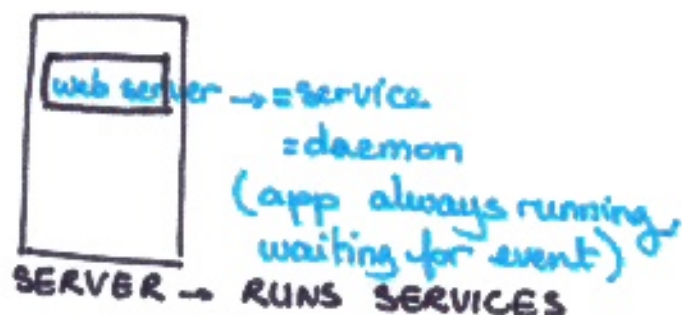 web server → = service
= daemon
(app always running,
waiting for event)
SERVER → RUNS SERVICES